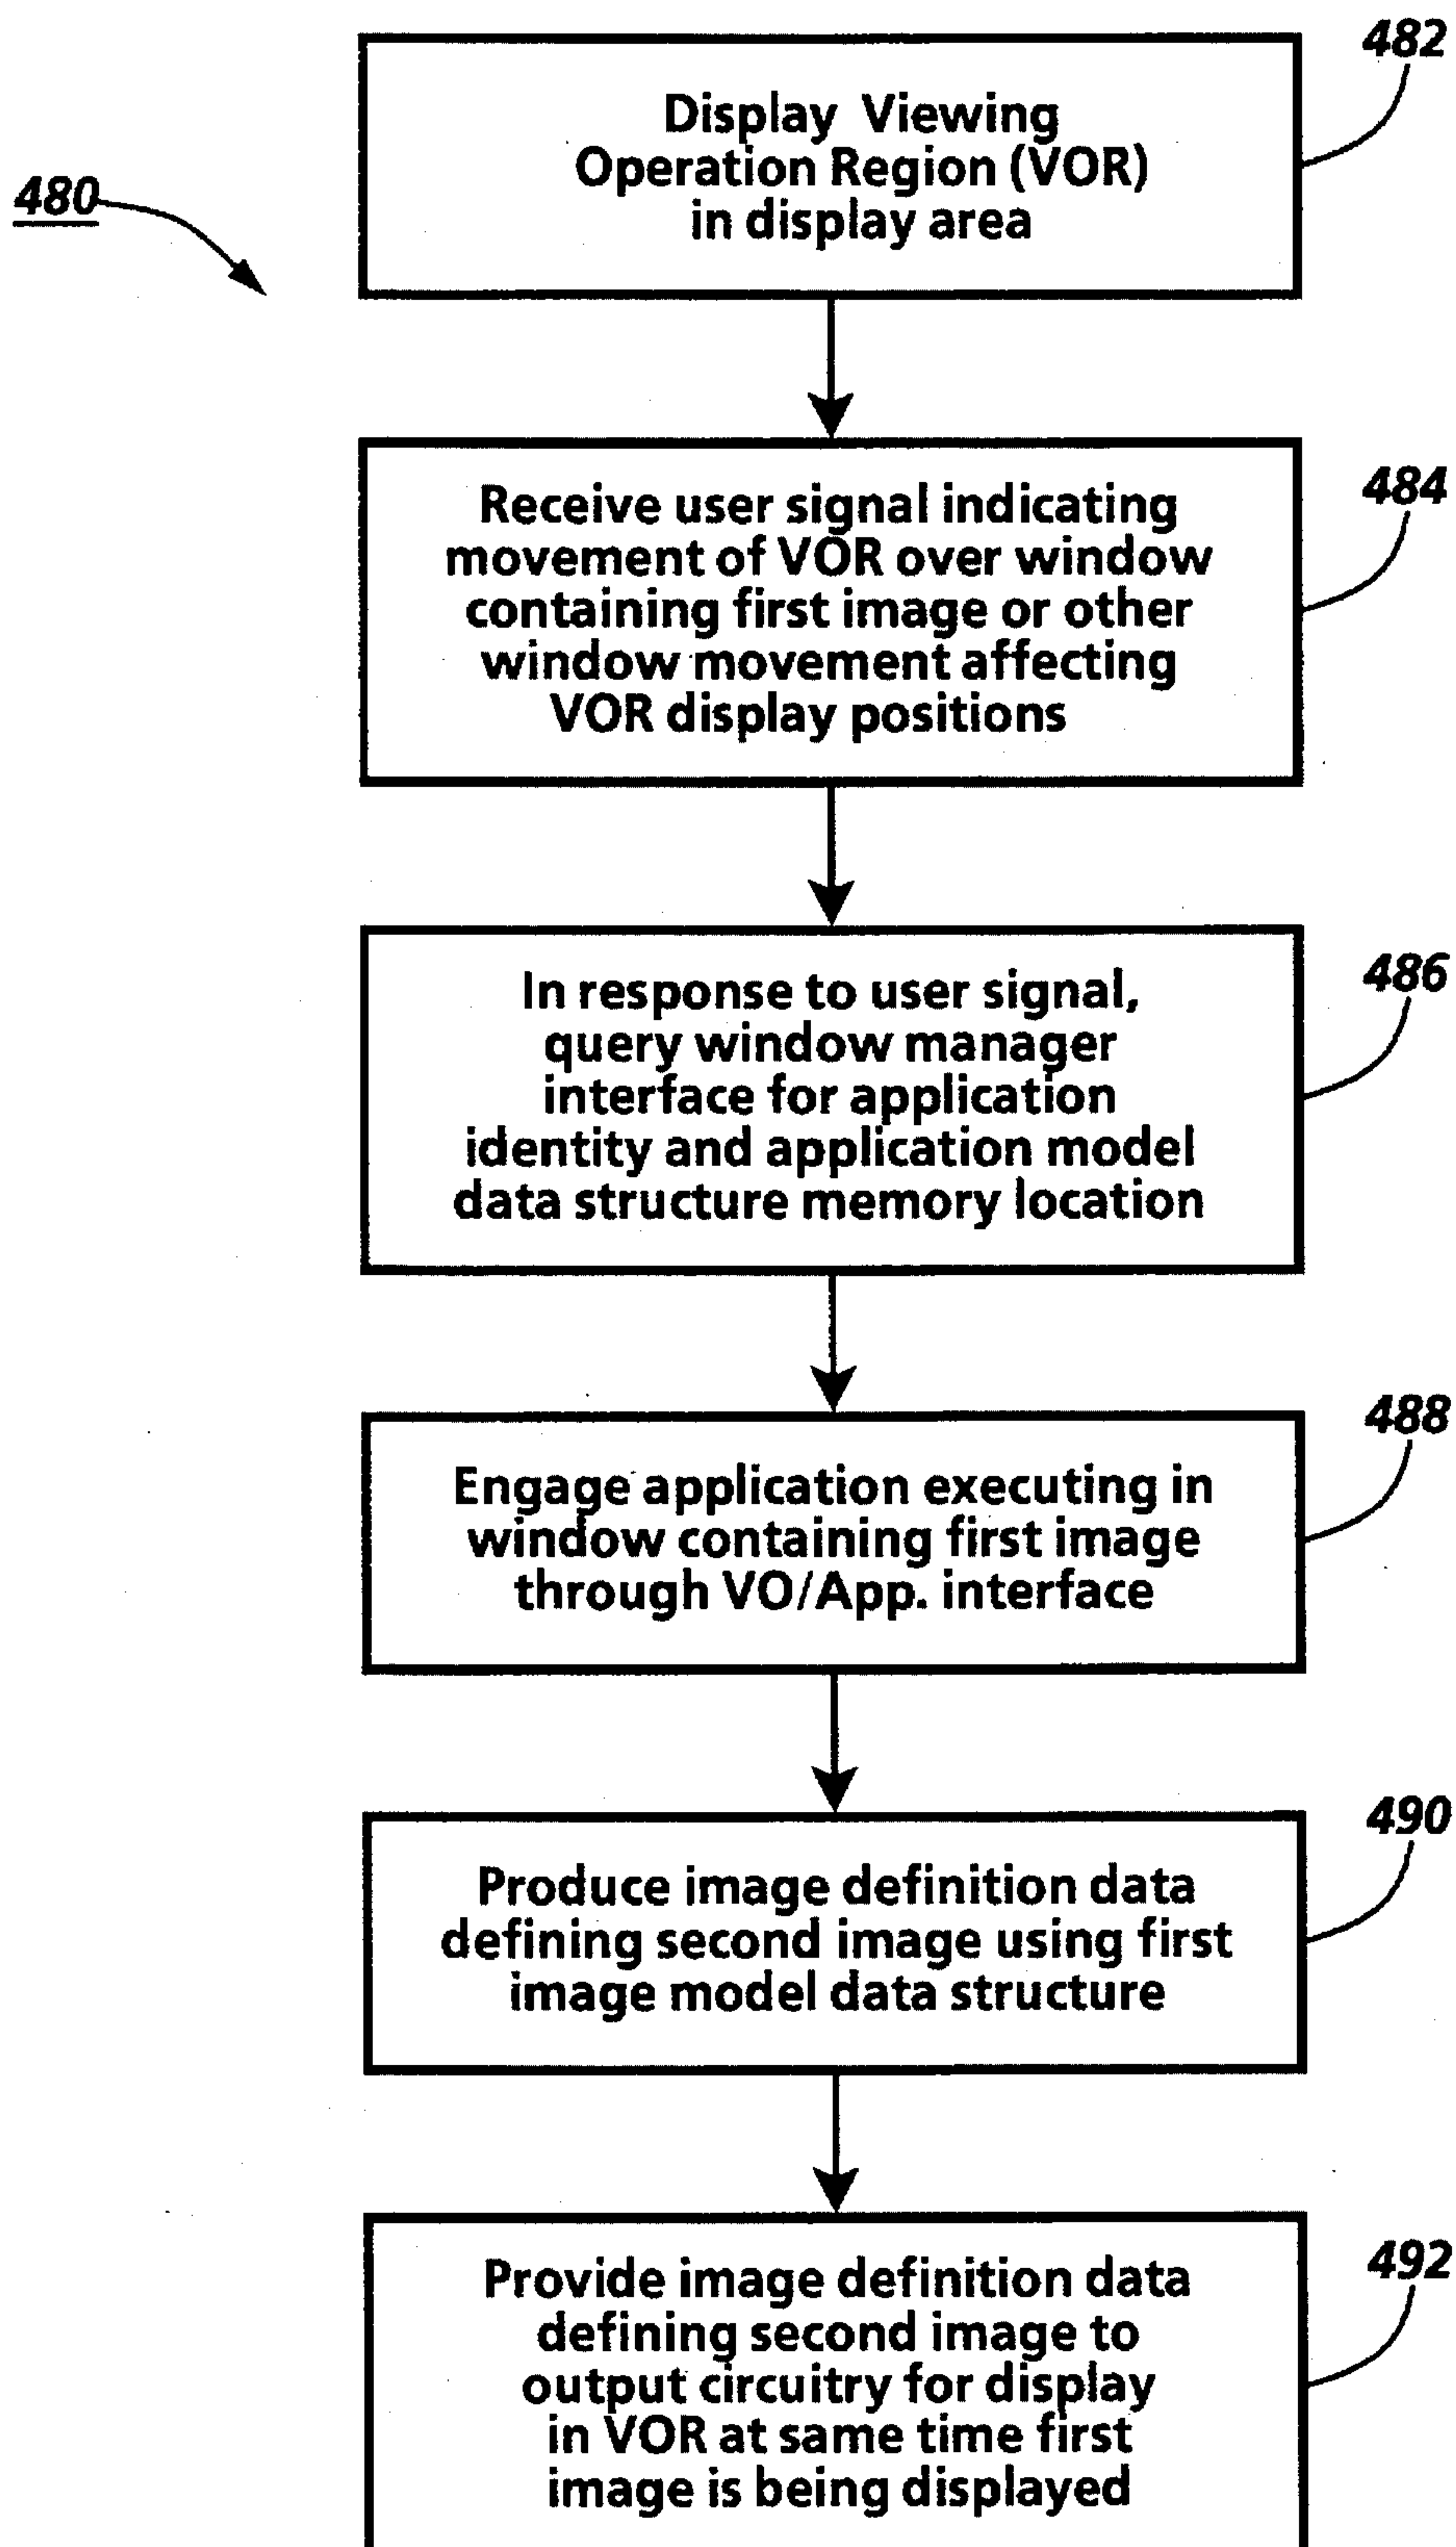 482
Display Viewing
Operation Region (VOR)
in display area
480
484
Receive user signal indicating
movement of VOR over window
containing first image or other
window movement affecting
VOR display positions
486
In response to user signal,
query window manager
interface for application
identity and application model
data structure memory location
488
Engage application executing in
window containing first image
through VO/App. interface
490
Produce image definition data
defining second image using first
image model data structure
492
Provide image definition data
defining second image to
output circuitry for display
in VOR at same time first
image is being displayed